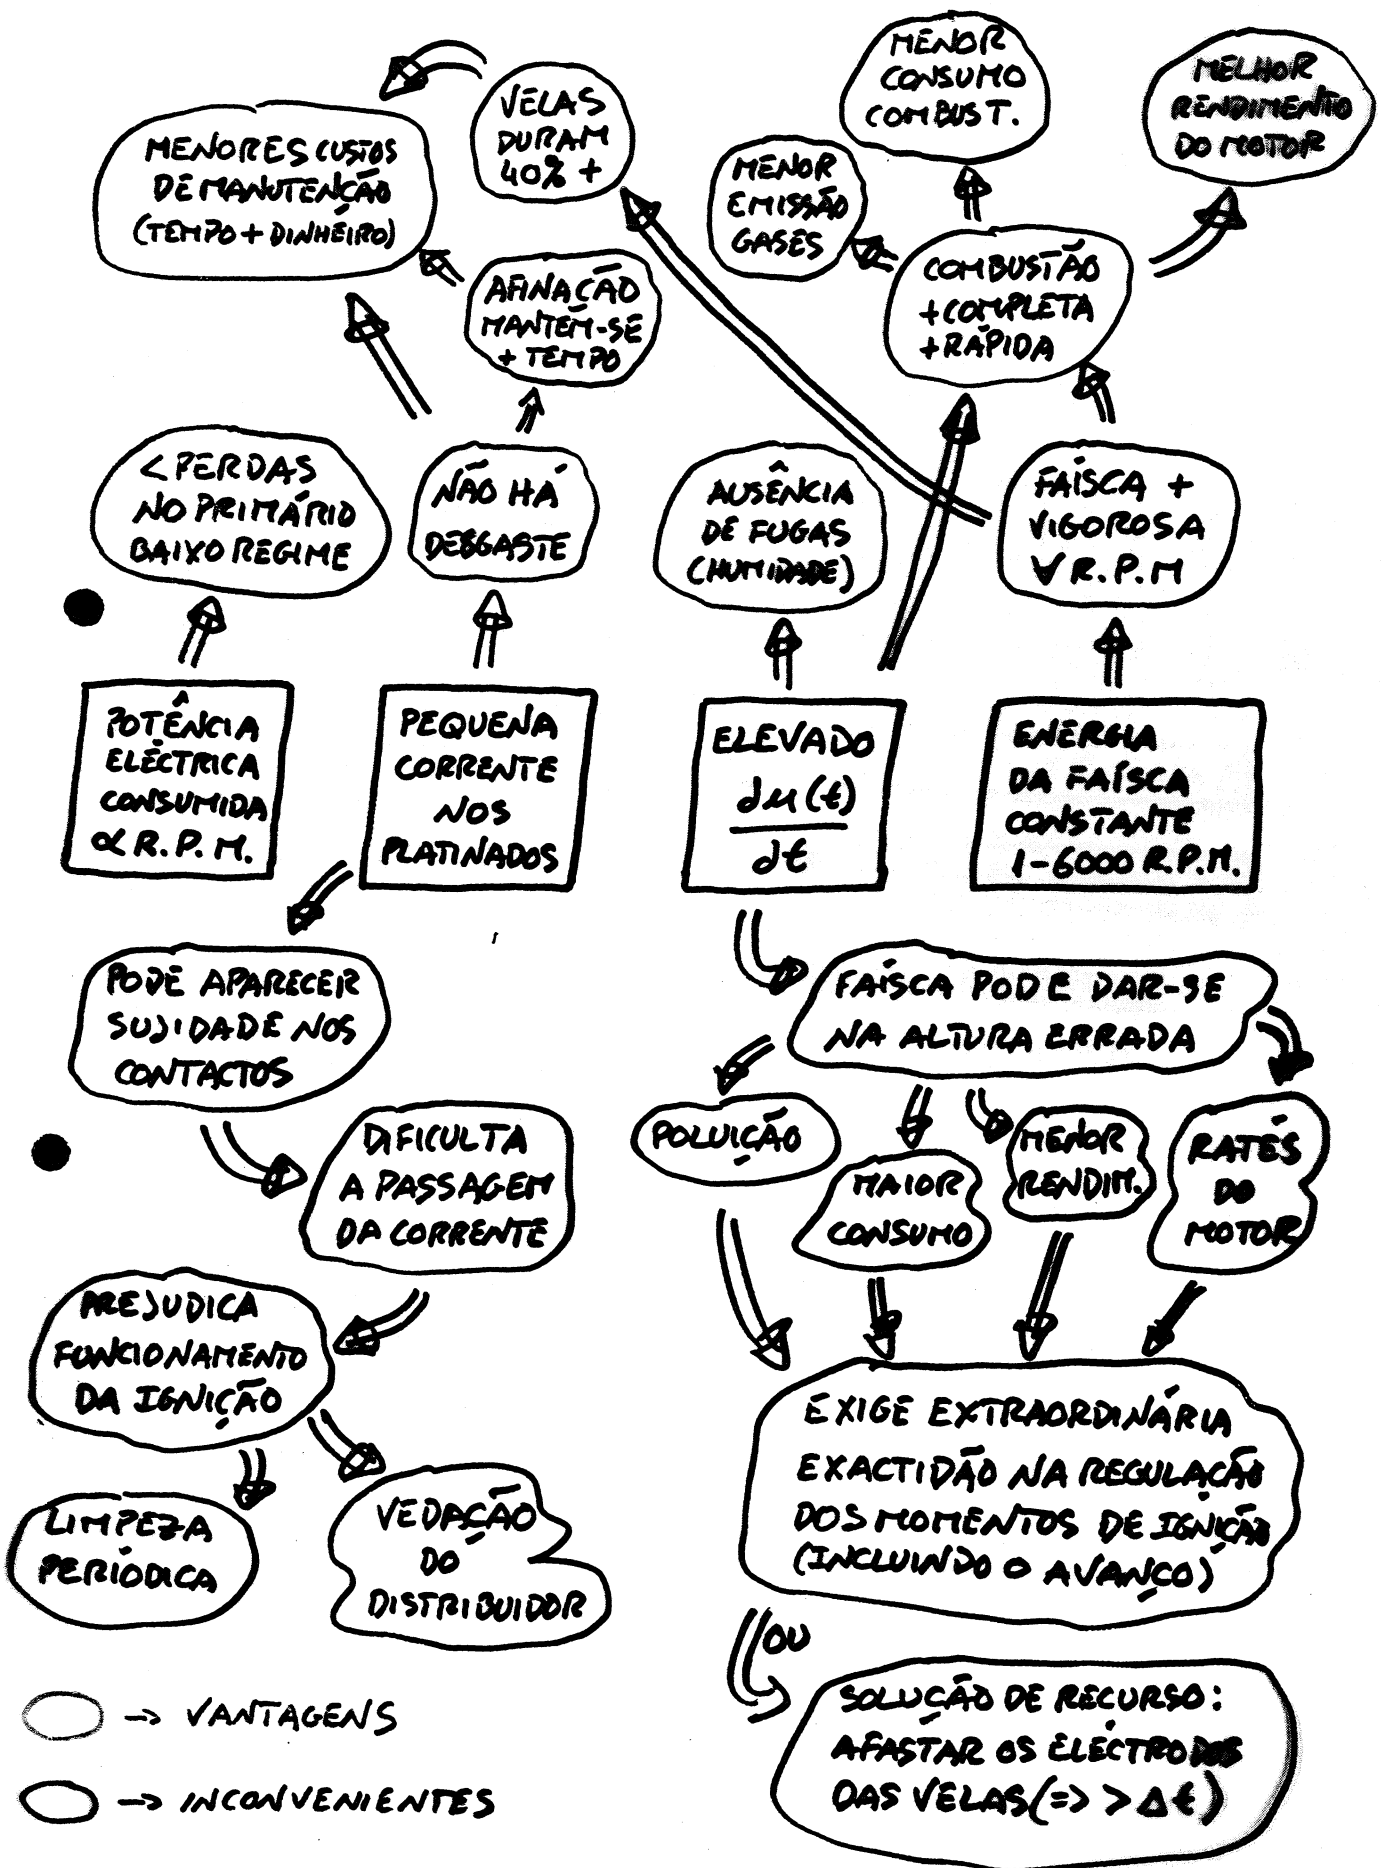 MENOR
CONSUMO
COMBUST.
MELHOR
RENDIMENTO
DO MOTOR
VELAS
DURAM
40% +
MENORES CUSTOS
DE MANUTENÇÃO
(TEMPO + DINHEIRO)
MENOR
EMISSÃO
GASES
COMBUSTÃO
+ COMPLETA
+ RÁPIDA
AFINAÇÃO
MANTÉM-SE
+ TEMPO
< PERDAS
NO PRIMÁRIO
BAIXO REGIME
NÃO HÁ
DESGASTE
AUSÊNCIA
DE FUGAS
(HUMIDADE)
FAÍSCA +
VIGOROSA
∀ R.P.M
POTÊNCIA
ELÉCTRICA
CONSUMIDA
∝ R.P.M.
PEQUENA
CORRENTE
NOS
PLATINADOS
ELEVADO
du(t)
dt
ENERGIA
DA FAÍSCA
CONSTANTE
1-6000 R.P.M.
PODE APARECER
SUJIDADE NOS
CONTACTOS
FAÍSCA PODE DAR-SE
NA ALTURA ERRADA
DIFICULTA
A PASSAGEM
DA CORRENTE
POLUIÇÃO
MAIOR
CONSUMO
MENOR
RENDIM.
RATÉS
DO
MOTOR
PREJUDICA
FUNCIONAMENTO
DA IGNIÇÃO
EXIGE EXTRAORDINÁRIA
EXACTIDÃO NA REGULAÇÃO
DOS MOMENTOS DE IGNIÇÃO
(INCLUINDO O AVANÇO)
LIMPEZA
PERIÓDICA
VEDAÇÃO
DO
DISTRIBUIDOR
OU
SOLUÇÃO DE RECURSO:
AFASTAR OS ELÉCTRODOS
DAS VELAS (=> > Δt)
→ VANTAGENS
→ INCONVENIENTES